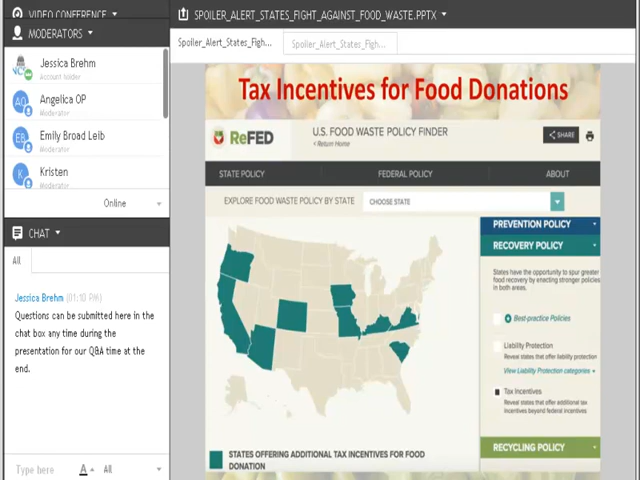 VIDEO CONFERENCE
MODERATORS
Jessica Brehm
Account holder
AO
Angelica OP
Moderator
EB
Emily Broad Leib
Moderator
K
Kristen
Moderator
Online
CHAT
All
Jessica Brehm (01:10 PM)
Questions can be submitted here in the
chat box any time during the
presentation for our Q&A time at the
end.
Type here
A
All
SPOILER_ALERT_STATES_FIGHT_AGAINST_FOOD_WASTE.PPTX
Spoiler_Alert_States_Figh...
Spoiler_Alert_States_Figh...
Tax Incentives for Food Donations
ReFED
U.S. FOOD WASTE POLICY FINDER
< Return Home
SHARE
STATE POLICY
FEDERAL POLICY
ABOUT
EXPLORE FOOD WASTE POLICY BY STATE
CHOOSE STATE
PREVENTION POLICY
RECOVERY POLICY
States have the opportunity to spur greater
food recovery by enacting stronger policies
in both areas.
Best-practice Policies
Liability Protection
Reveal states that offer liability protection
View Liability Protection categories
Tax Incentives
Reveal states that offer additional tax
incentives beyond federal incentives
RECYCLING POLICY
STATES OFFERING ADDITIONAL TAX INCENTIVES FOR FOOD
DONATION